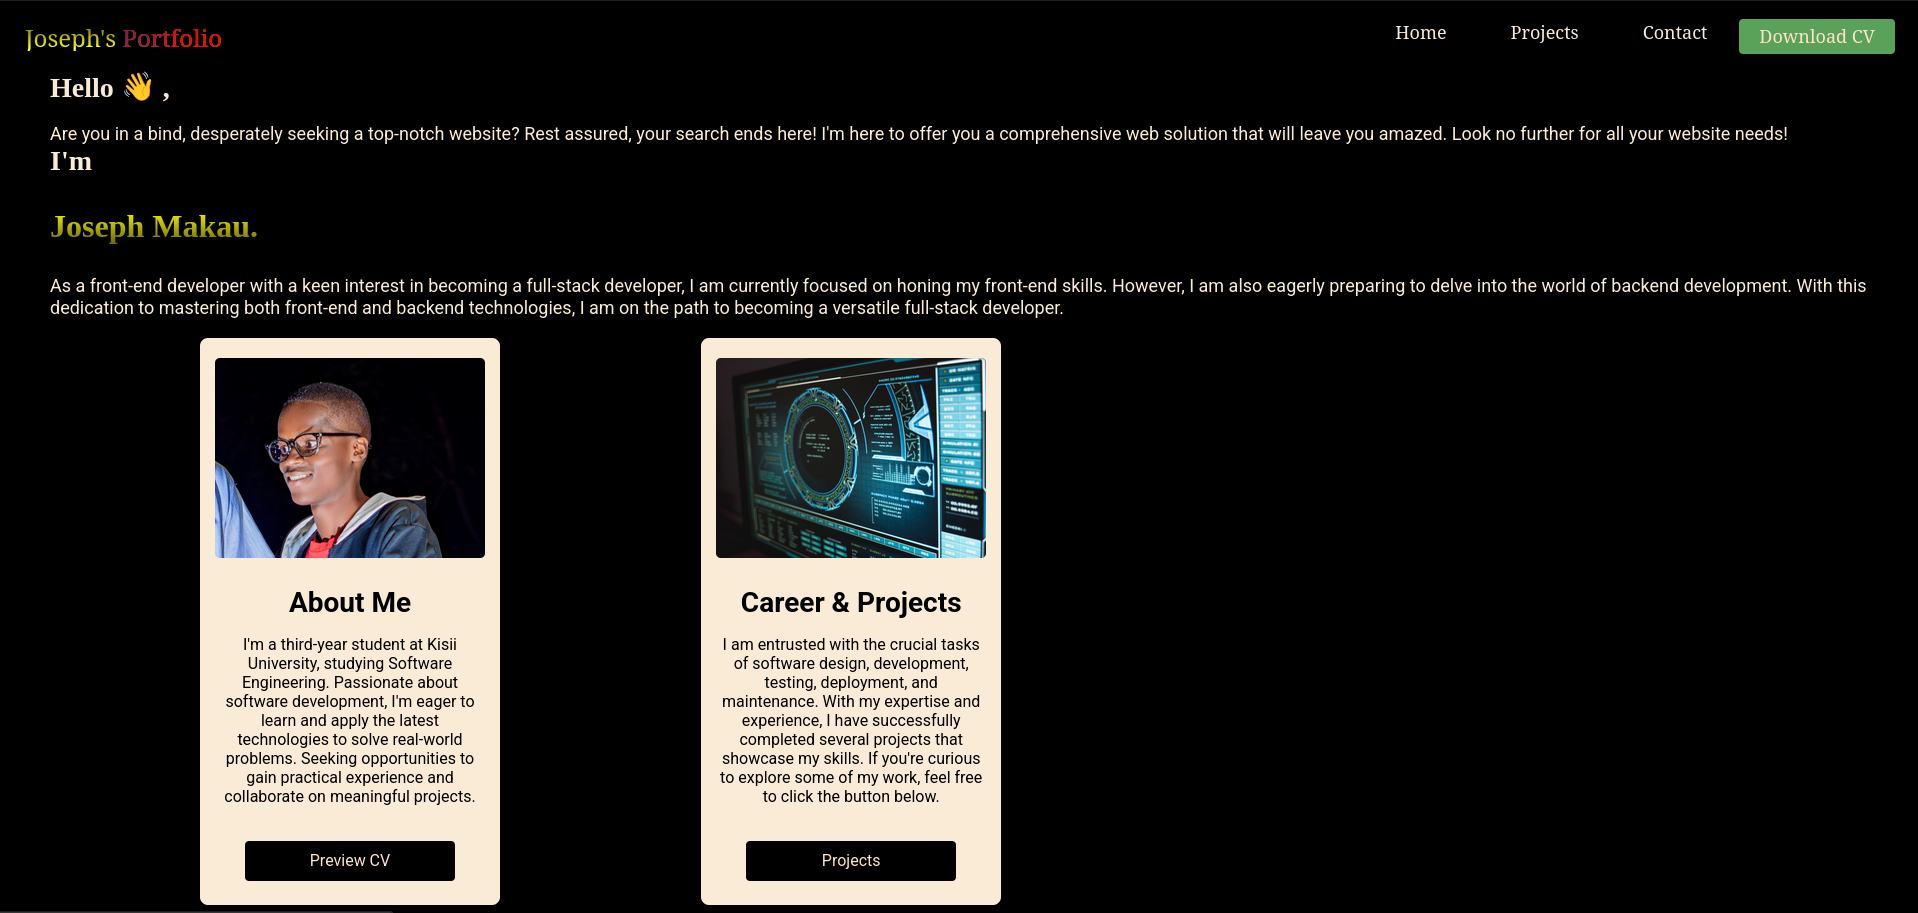 Joseph's Portfolio
Home Projects Contact Download CV
Hello 👋 ,
Are you in a bind, desperately seeking a top-notch website? Rest assured, your search ends here! I'm here to offer you a comprehensive web solution that will leave you amazed. Look no further for all your website needs!
I'm
Joseph Makau.
As a front-end developer with a keen interest in becoming a full-stack developer, I am currently focused on honing my front-end skills. However, I am also eagerly preparing to delve into the world of backend development. With this
dedication to mastering both front-end and backend technologies, I am on the path to becoming a versatile full-stack developer.
About Me
I'm a third-year student at Kisii
University, studying Software
Engineering. Passionate about
software development, I'm eager to
learn and apply the latest
technologies to solve real-world
problems. Seeking opportunities to
gain practical experience and
collaborate on meaningful projects.
Preview CV
Career & Projects
I am entrusted with the crucial tasks
of software design, development,
testing, deployment, and
maintenance. With my expertise and
experience, I have successfully
completed several projects that
showcase my skills. If you're curious
to explore some of my work, feel free
to click the button below.
Projects